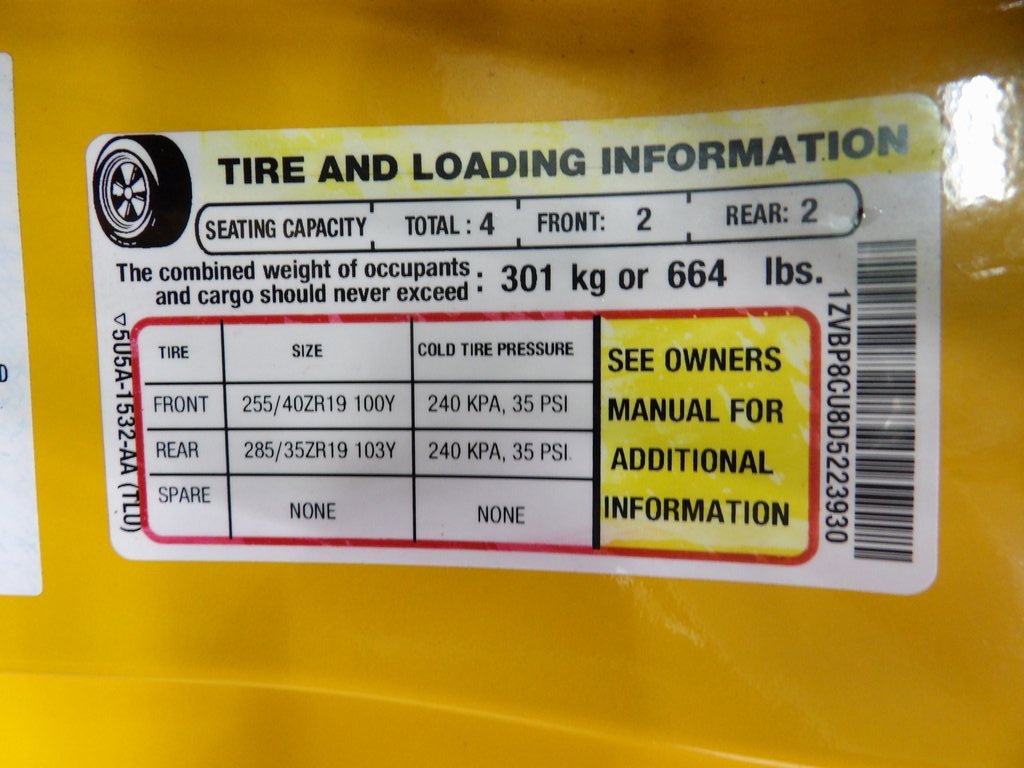 TIRE AND LOADING INFORMATION
SEATING CAPACITY TOTAL : 4 FRONT: 2 REAR: 2
The combined weight of occupants
and cargo should never exceed : 301 kg or 664 lbs.
TIRE SIZE COLD TIRE PRESSURE
FRONT 255/40ZR19 100Y 240 KPA, 35 PSI
REAR 285/35ZR19 103Y 240 KPA, 35 PSI
SPARE NONE NONE
SEE OWNERS
MANUAL FOR
ADDITIONAL
INFORMATION
5U5A-1532-AA (TLU)
1ZVBP8CU8D5223930
D